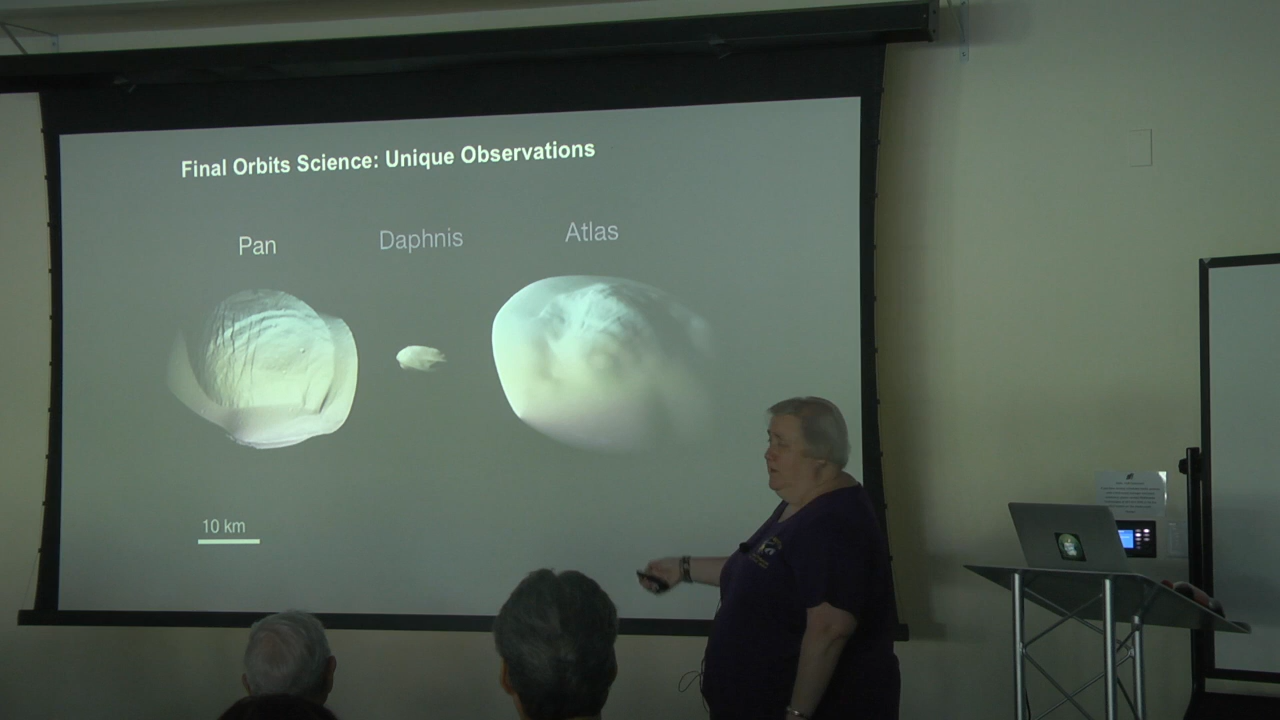 Final Orbits Science: Unique Observations
Pan
Daphnis
Atlas
10 km